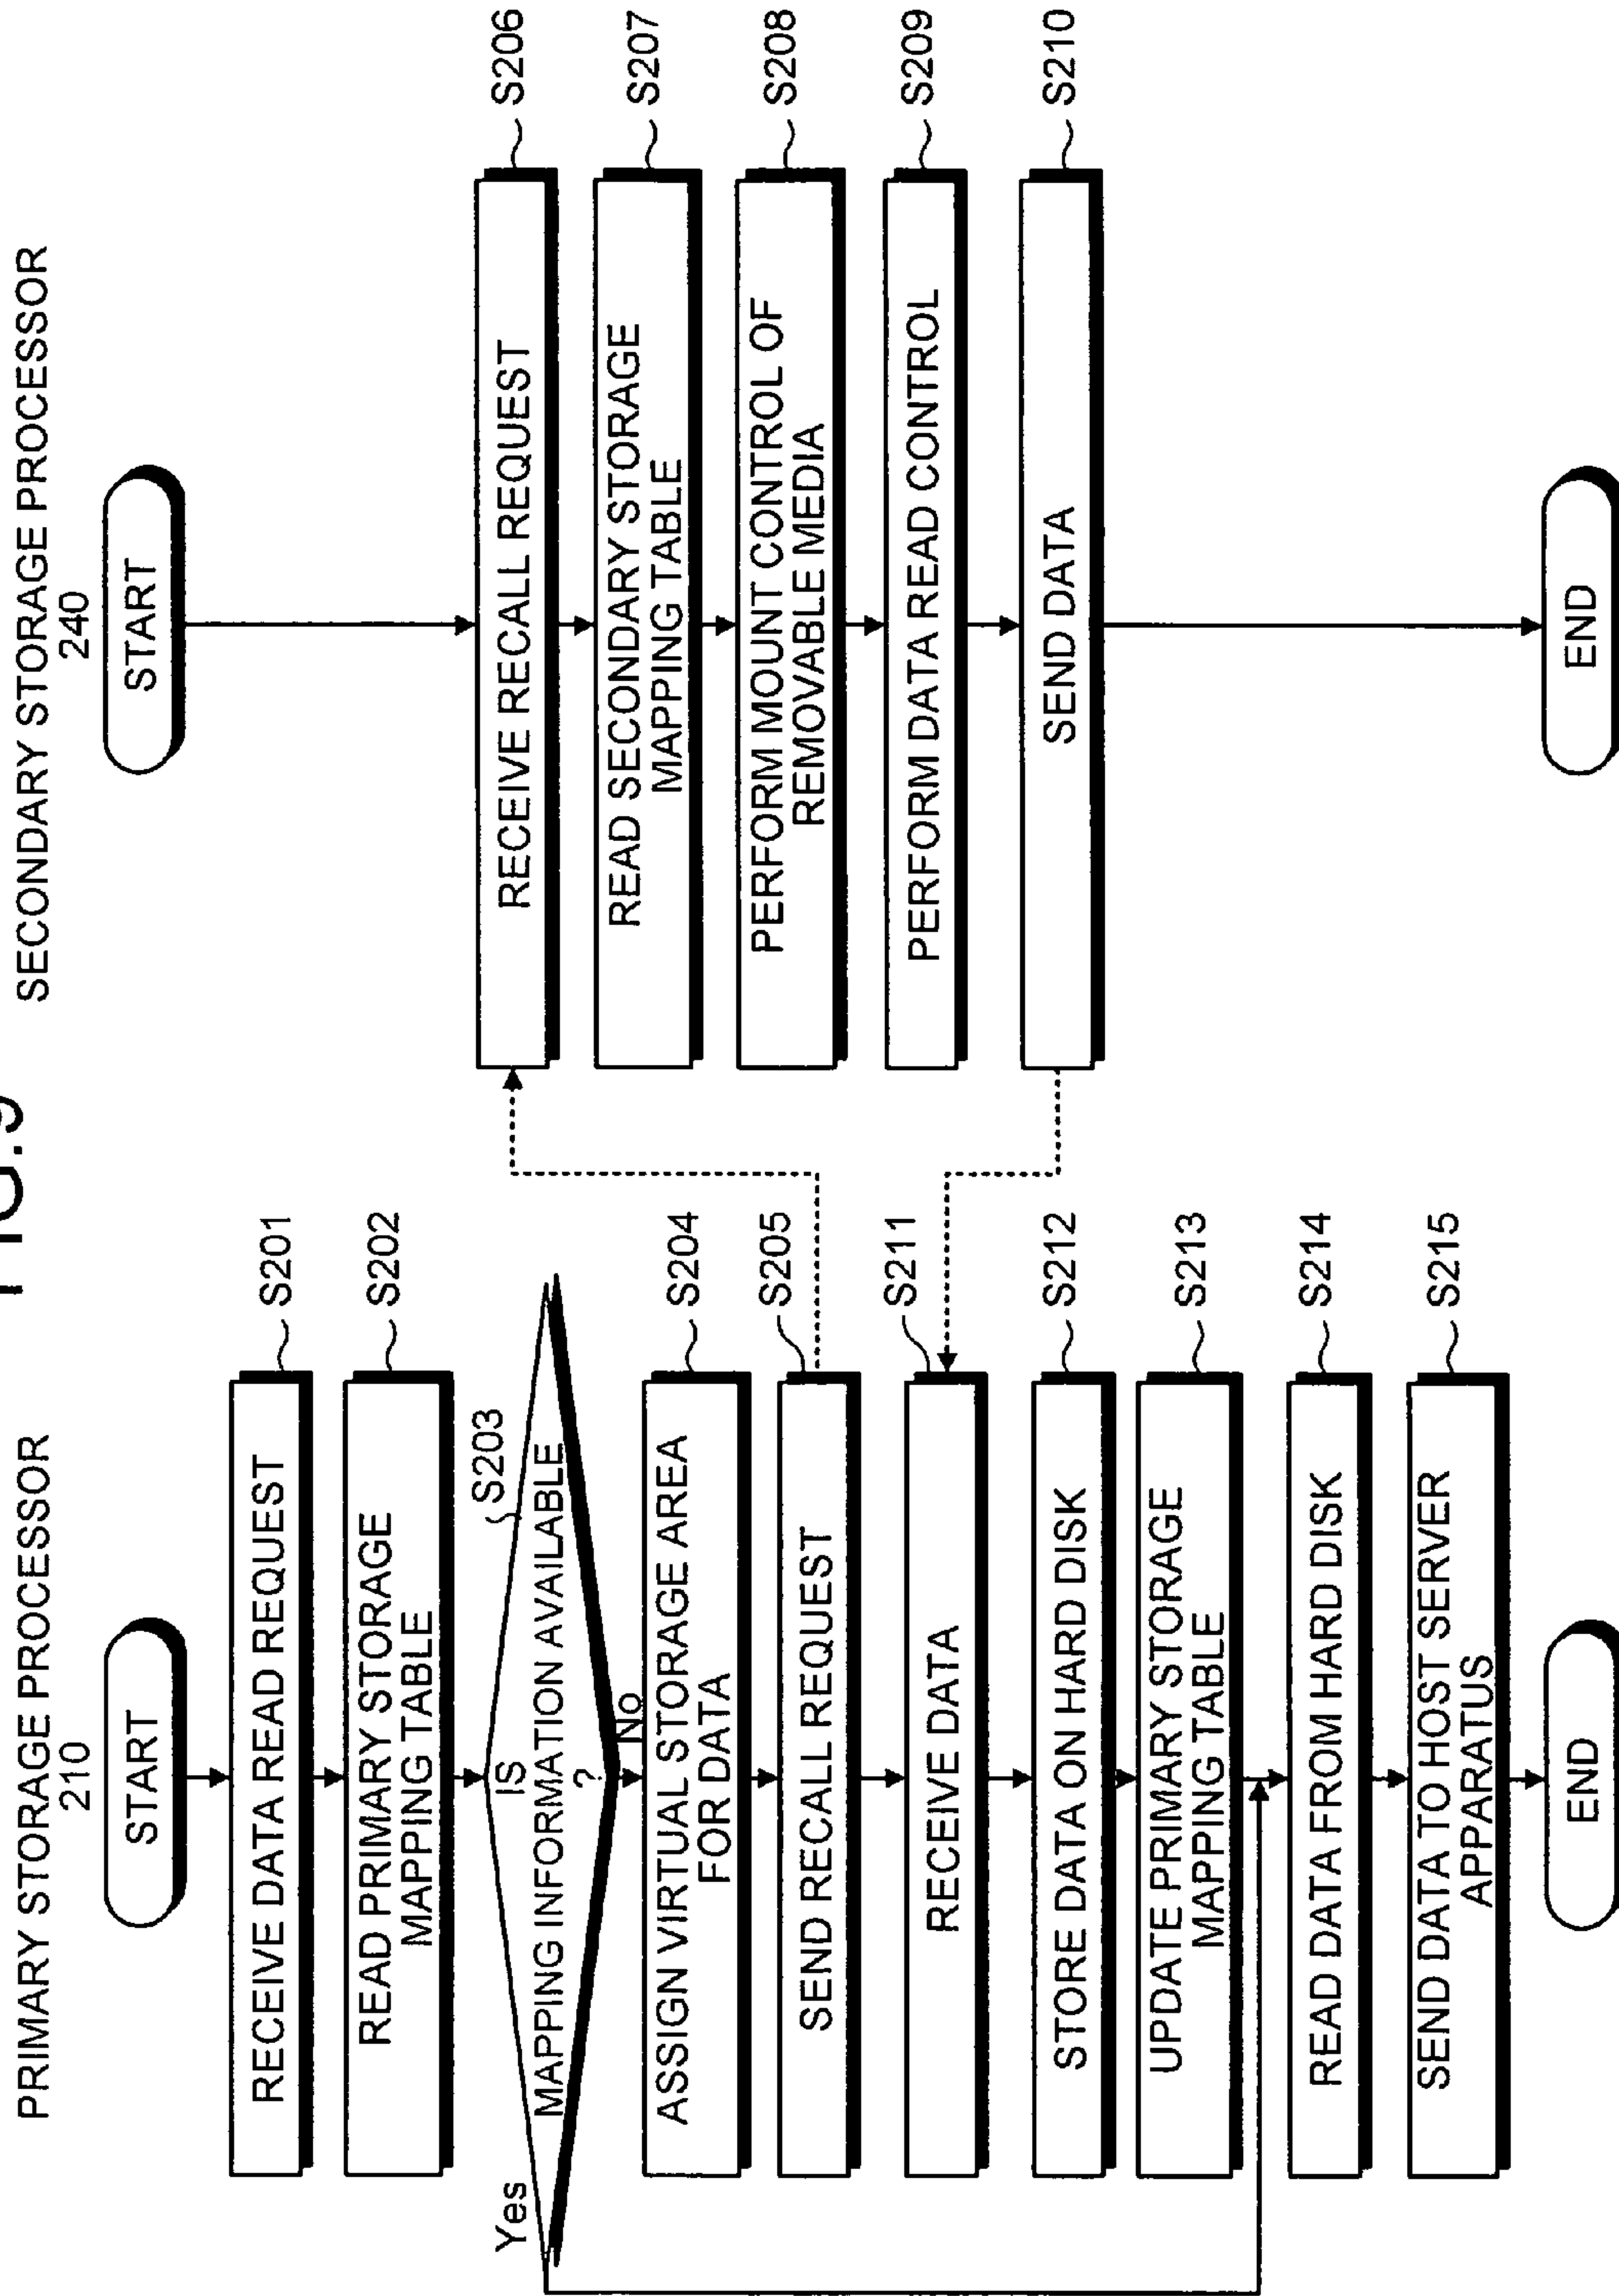 FIG.9
PRIMARY STORAGE PROCESSOR
210
START
RECEIVE DATA READ REQUEST
S201
READ PRIMARY STORAGE
MAPPING TABLE
S202
S203
IS
MAPPING INFORMATION AVAILABLE
?
Yes
No
ASSIGN VIRTUAL STORAGE AREA
FOR DATA
S204
SEND RECALL REQUEST
S205
RECEIVE DATA
S211
STORE DATA ON HARD DISK
S212
UPDATE PRIMARY STORAGE
MAPPING TABLE
S213
READ DATA FROM HARD DISK
S214
SEND DATA TO HOST SERVER
APPARATUS
S215
END
SECONDARY STORAGE PROCESSOR
240
START
RECEIVE RECALL REQUEST
S206
READ SECONDARY STORAGE
MAPPING TABLE
S207
PERFORM MOUNT CONTROL OF
REMOVABLE MEDIA
S208
PERFORM DATA READ CONTROL
S209
SEND DATA
S210
END